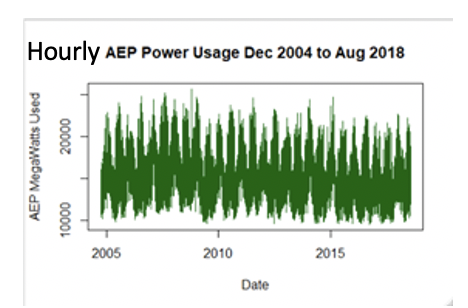 Hourly AEP Power Usage Dec 2004 to Aug 2018
AEP MegaWatts Used
20000
10000
2005 2010 2015
Date